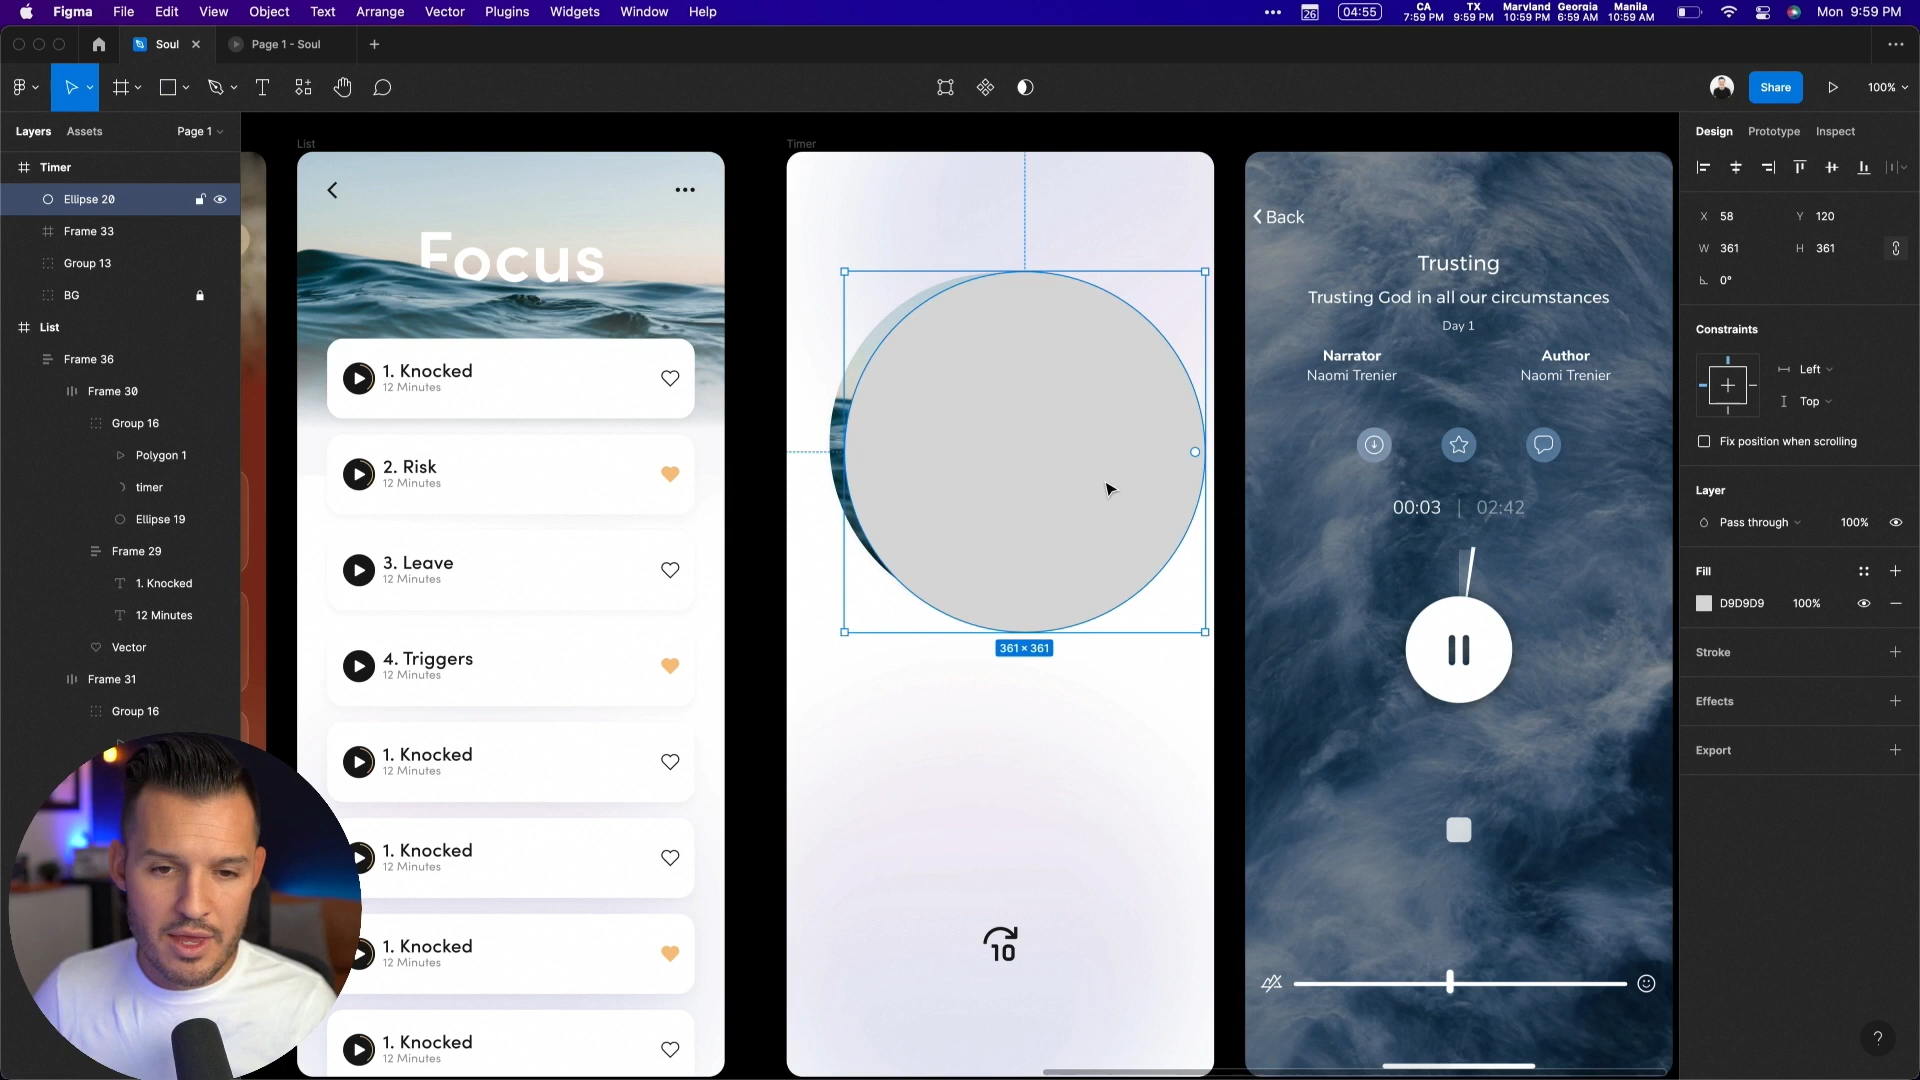 Figma File Edit View Object Text Arrange Vector Plugins Widgets Window Help
26 04:55 CA 7:59 PM TX 9:59 PM Maryland 10:59 PM Georgia 6:59 AM Manila 10:59 AM Mon 9:59 PM
Soul
Page 1 - Soul
Share
100%
Layers Assets Page 1
Timer
Ellipse 20
Frame 33
Group 13
BG
List
Frame 36
Frame 30
Group 16
Polygon 1
timer
Ellipse 19
Frame 29
1. Knocked
12 Minutes
Vector
Frame 31
Group 16
List
Focus
1. Knocked
12 Minutes
2. Risk
12 Minutes
3. Leave
12 Minutes
4. Triggers
12 Minutes
1. Knocked
12 Minutes
1. Knocked
12 Minutes
1. Knocked
12 Minutes
1. Knocked
12 Minutes
Timer
361 × 361
10
Back
Trusting
Trusting God in all our circumstances
Day 1
Narrator
Naomi Trenier
Author
Naomi Trenier
00:03 | 02:42
Design Prototype Inspect
X 58 Y 120
W 361 H 361
0°
Constraints
Left
Top
Fix position when scrolling
Layer
Pass through 100%
Fill
D9D9D9 100%
Stroke
Effects
Export
?